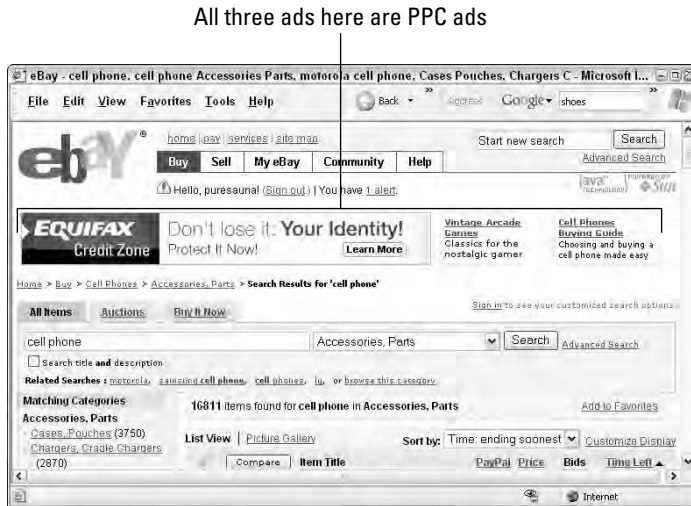 All three ads here are PPC ads
eBay - cell phone, cell phone Accessories Parts, motorola cell phone, Cases Pouches, Chargers C - Microsoft I...
File Edit View Favorites Tools Help Back Address Google shoes
ebay® home | pay | services | site map Start new search Search
Buy Sell My eBay Community Help Advanced Search
Hello, puresauna! (Sign out) | You have 1 alert. Java TECHNOLOGY POWERED BY Sun
EQUIFAX Credit Zone
Don't lose it: Your Identity!
Protect It Now! Learn More
Vintage Arcade
Games
Classics for the
nostalgic gamer
Cell Phones
Buying Guide
Choosing and buying a
cell phone made easy
Home > Buy > Cell Phones > Accessories, Parts > Search Results for 'cell phone'
All Items Auctions Buy It Now Sign in to see your customized search options
cell phone Accessories, Parts Search Advanced Search
Search title and description
Related Searches : motorola, samsung cell phone, cell phones, lg, or browse this category
Matching Categories
Accessories, Parts
Cases, Pouches (3750)
Chargers, Cradle Chargers
(2870)
16811 items found for cell phone in Accessories, Parts Add to Favorites
List View | Picture Gallery Sort by: Time: ending soonest Customize Display
Compare Item Title PayPal Price Bids Time Left
Internet